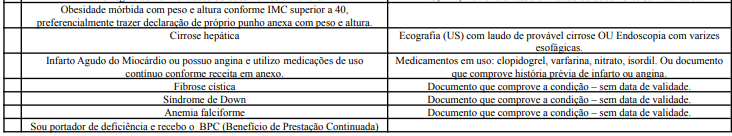 Obesidade mórbida com peso e altura conforme IMC superior a 40,
preferencialmente trazer declaração de próprio punho anexa com peso e altura.
Cirrose hepática
Ecografia (US) com laudo de provável cirrose OU Endoscopia com varizes
esofágicas.
Infarto Agudo do Miocárdio ou possuo angina e utilizo medicações de uso
contínuo conforme receita em anexo.
Medicamentos em uso: clopidogrel, varfarina, nitrato, isordil. Ou documento
que comprove história prévia de infarto ou angina.
Fibrose cística
Documento que comprove a condição – sem data de validade.
Síndrome de Down
Documento que comprove a condição – sem data de validade.
Anemia falciforme
Documento que comprove a condição – sem data de validade.
Sou portador de deficiência e recebo o  BPC (Benefício de Prestação Continuada)